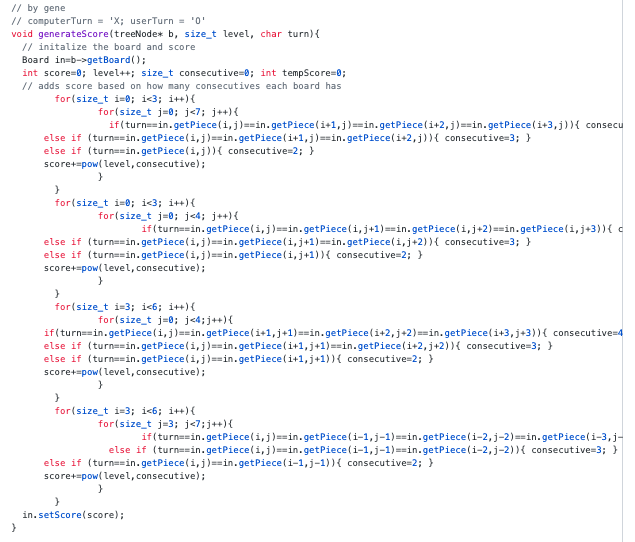 // by gene
// computerTurn = 'X; userTurn = 'O'
void generateScore(treeNode* b, size_t level, char turn){
// initalize the board and score
Board in=b->getBoard();
int score=0; level++; size_t consecutive=0; int tempScore=0;
// adds score based on how many consecutives each board has
for(size_t i=0; i<3; i++){
for(size_t j=0; j<7; j++){
if(turn==in.getPiece(i,j)==in.getPiece(i+1,j)==in.getPiece(i+2,j)==in.getPiece(i+3,j)){ consecu
else if (turn==in.getPiece(i,j)==in.getPiece(i+1,j)==in.getPiece(i+2,j)){ consecutive=3; }
else if (turn==in.getPiece(i,j)){ consecutive=2; }
score+=pow(level,consecutive);
}
}
for(size_t i=0; i<3; i++){
for(size_t j=0; j<4; j++){
if(turn==in.getPiece(i,j)==in.getPiece(i,j+1)==in.getPiece(i,j+2)==in.getPiece(i,j+3)){ c
else if (turn==in.getPiece(i,j)==in.getPiece(i,j+1)==in.getPiece(i,j+2)){ consecutive=3; }
else if (turn==in.getPiece(i,j)==in.getPiece(i,j+1)){ consecutive=2; }
score+=pow(level,consecutive);
}
}
for(size_t i=3; i<6; i++){
for(size_t j=0; j<4;j++){
if(turn==in.getPiece(i,j)==in.getPiece(i+1,j+1)==in.getPiece(i+2,j+2)==in.getPiece(i+3,j+3)){ consecutive=4
else if (turn==in.getPiece(i,j)==in.getPiece(i+1,j+1)==in.getPiece(i+2,j+2)){ consecutive=3; }
else if (turn==in.getPiece(i,j)==in.getPiece(i+1,j+1)){ consecutive=2; }
score+=pow(level,consecutive);
}
}
for(size_t i=3; i<6; i++){
for(size_t j=3; j<7;j++){
if(turn==in.getPiece(i,j)==in.getPiece(i-1,j-1)==in.getPiece(i-2,j-2)==in.getPiece(i-3,j-
else if (turn==in.getPiece(i,j)==in.getPiece(i-1,j-1)==in.getPiece(i-2,j-2)){ consecutive=3; }
else if (turn==in.getPiece(i,j)==in.getPiece(i-1,j-1)){ consecutive=2; }
score+=pow(level,consecutive);
}
}
in.setScore(score);
}